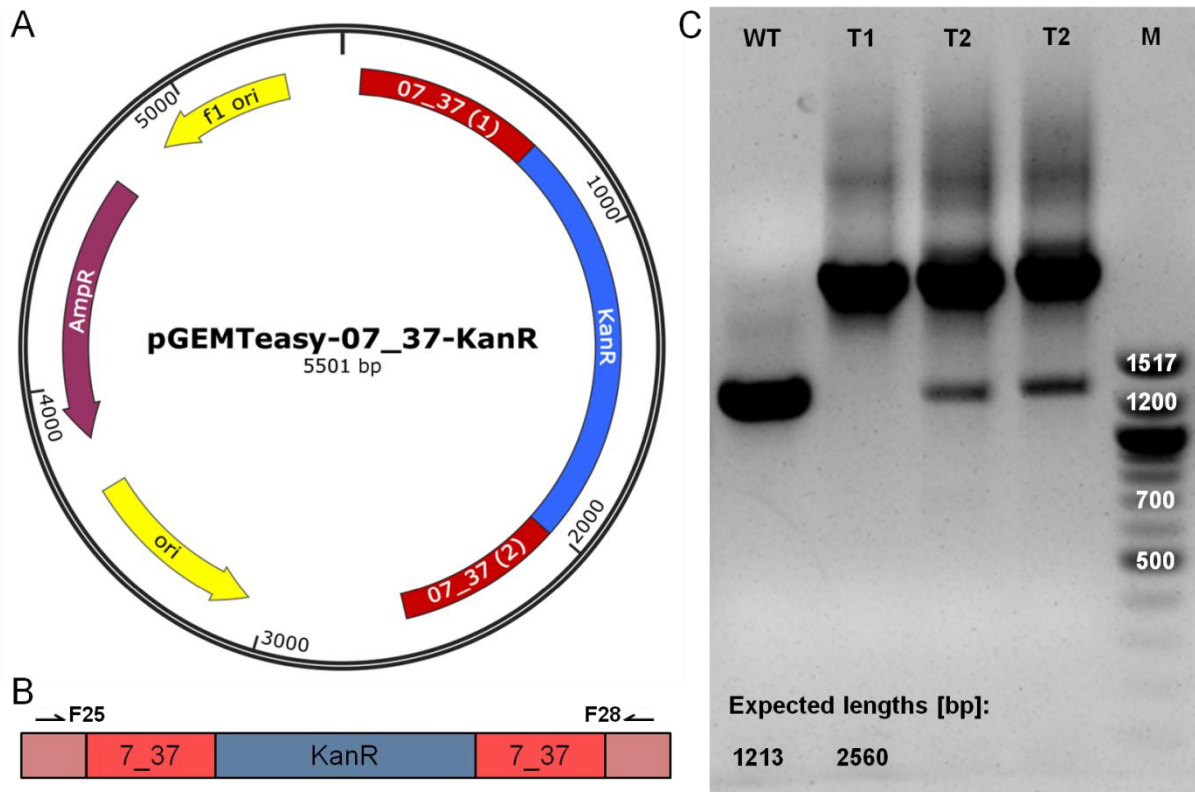 A
5000
f1 ori
07_37 (1)
1000
AmpR
KanR
pGEMTeasy-07_37-KanR
5501 bp
4000
2000
ori
07_37 (2)
3000
B
F25
F28
7_37
KanR
7_37
C
WT T1 T2 T2 M
1517
1200
700
500
Expected lengths [bp]:
1213 2560